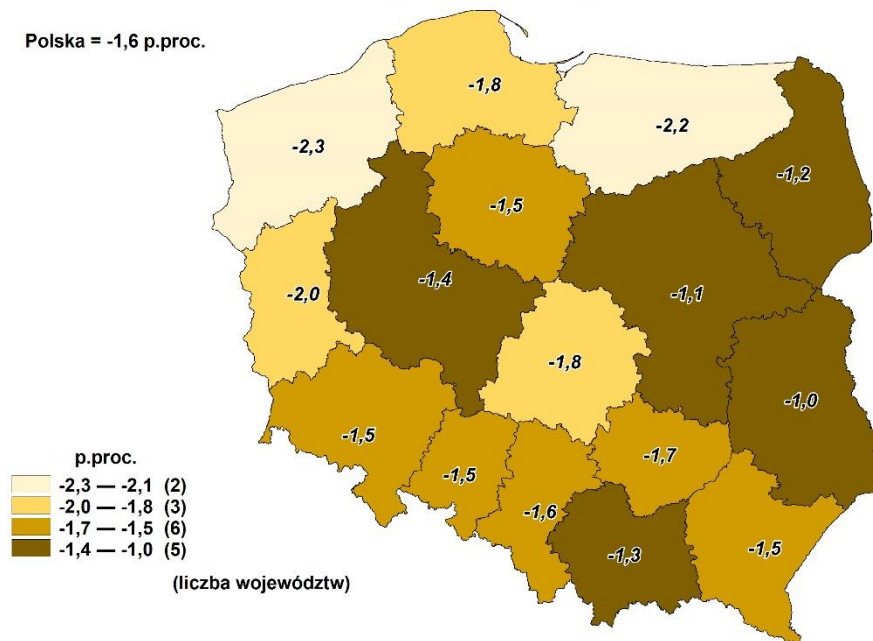 Polska = -1,6 p.proc.
-1,8
-2,3
-2,2
-1,2
-1,5
-1,4
-1,1
-2,0
-1,8
-1,0
-1,5
-1,5
-1,7
-1,6
-1,3
-1,5
p.proc.
-2,3 — -2,1 (2)
-2,0 — -1,8 (3)
-1,7 — -1,5 (6)
-1,4 — -1,0 (5)
(liczba województw)